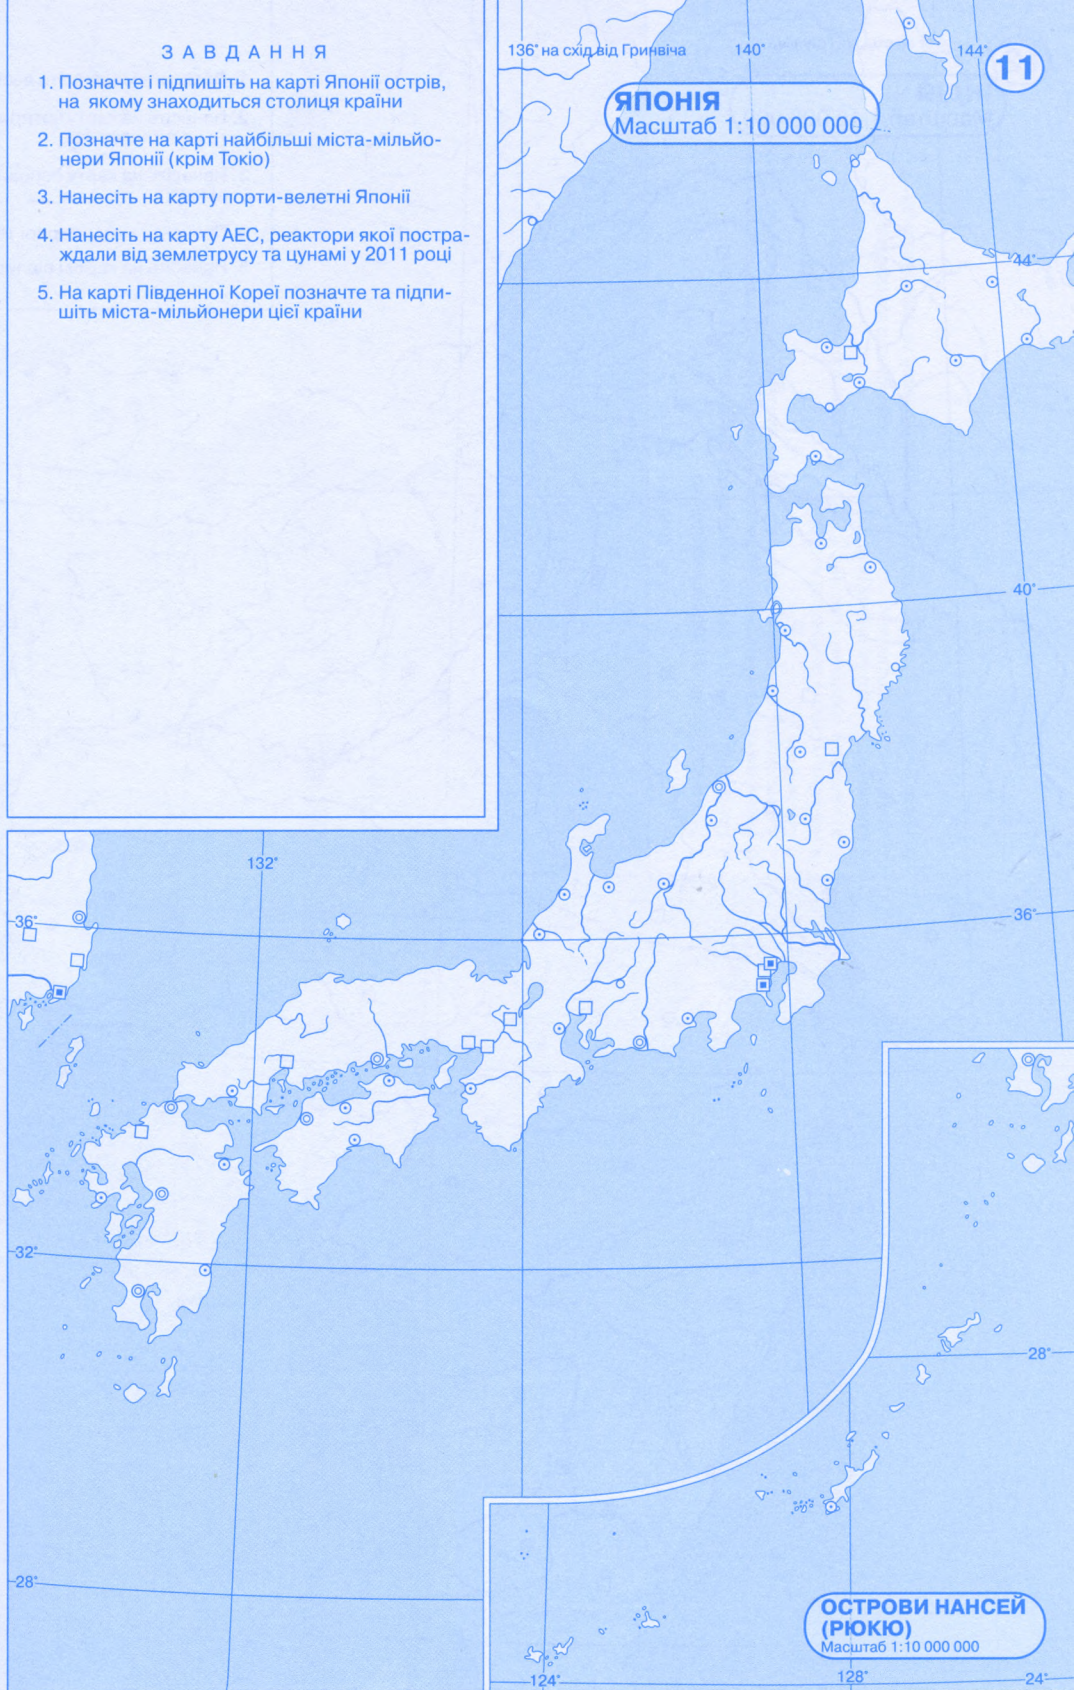 ЗАВДАННЯ
1. Позначте і підпишіть на карті Японії острів,
на якому знаходиться столиця країни
2. Позначте на карті найбільші міста-мільйо-
нери Японії (крім Токіо)
3. Нанесіть на карту порти-велетні Японії
4. Нанесіть на карту АЕС, реактори якої постра-
ждали від землетрусу та цунамі у 2011 році
5. На карті Південної Кореї позначте та підпи-
шіть міста-мільйонери цієї країни
136° на схід від Гринвіча
140°
144°
11
ЯПОНІЯ
Масштаб 1:10 000 000
44°
40°
132°
36°
36°
32°
28°
28°
ОСТРОВИ НАНСЕЙ
(РЮКЮ)
Масштаб 1:10 000 000
124°
128°
24°